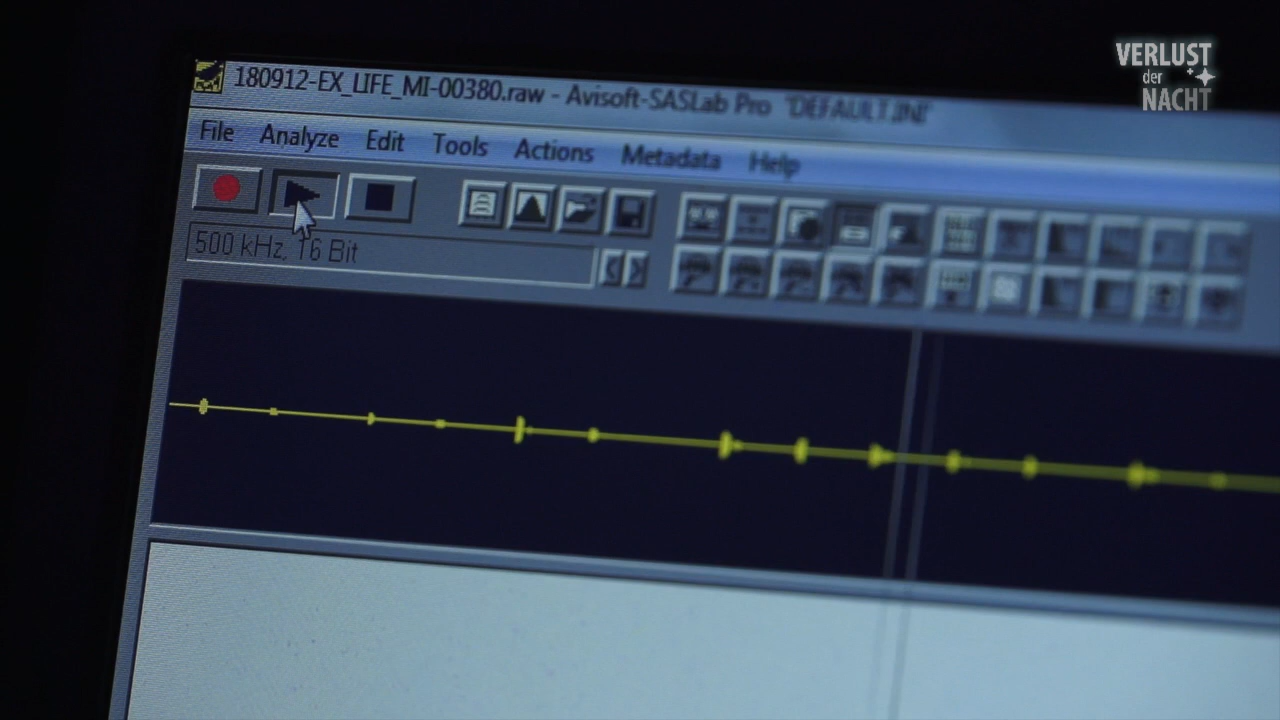 VERLUST
der
NACHT
180912-EX_LIFE_MI-00380.raw - Avisoft-SASLab Pro "DEFAULT.INI"
File Analyze Edit Tools Actions Metadata Help
500 kHz, 16 Bit